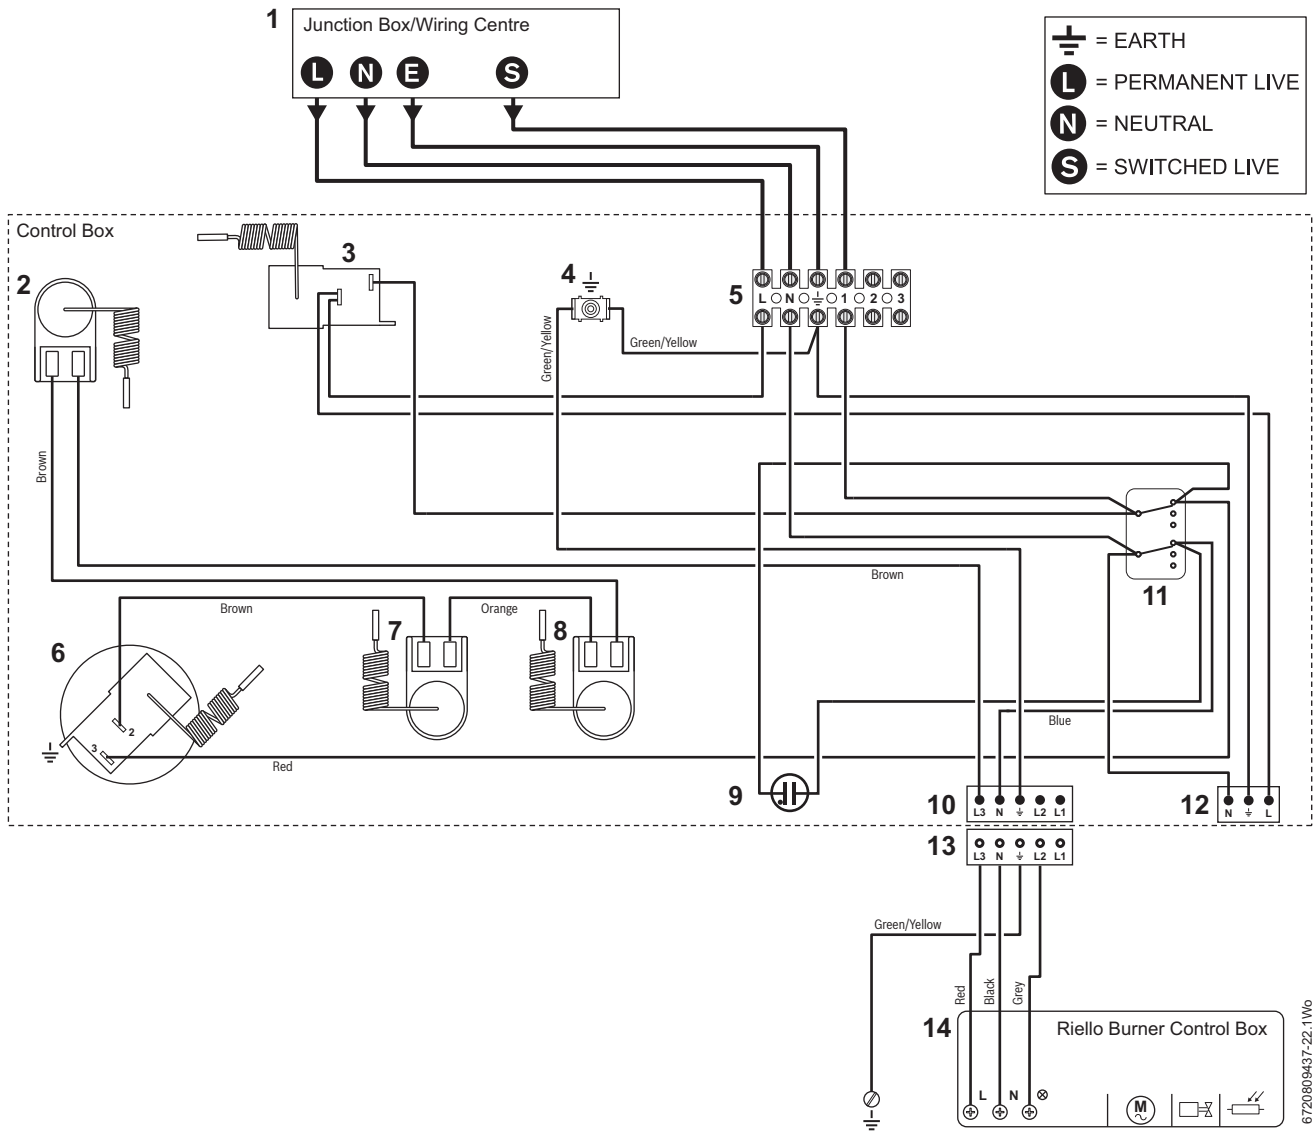 1
Junction Box/Wiring Centre
L N E S
= EARTH
L = PERMANENT LIVE
N = NEUTRAL
S = SWITCHED LIVE
Control Box
2
3
4
5
L N 1 2 3
Green/Yellow
Green/Yellow
Brown
Brown
11
Brown
Orange
6
7
8
2
3
Red
Blue
9
10
L3 N L2 L1
12
N L
13
L3 N L2 L1
Green/Yellow
Red
Black
Grey
14
Riello Burner Control Box
L N
M
6720809437-22.1Wo